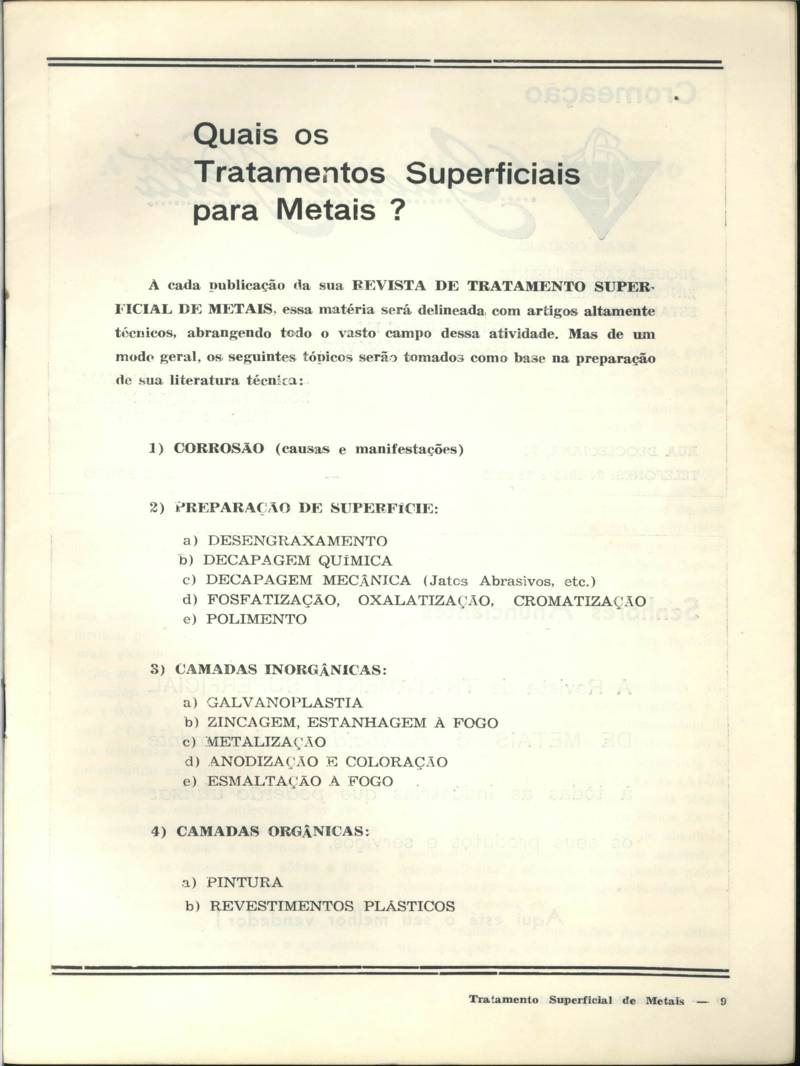 Quais os
Tratamentos Superficiais
para Metais ?
A cada publicação da sua REVISTA DE TRATAMENTO SUPER-
FICIAL DE METAIS, essa matéria será delineada com artigos altamente
técnicos, abrangendo todo o vasto campo dessa atividade. Mas de um
modo geral, os seguintes tópicos serão tomados como base na preparação
de sua literatura técnica:
1) CORROSÃO (causas e manifestações)
2) PREPARAÇÃO DE SUPERFÍCIE:
a) DESENGRAXAMENTO
b) DECAPAGEM QUÍMICA
c) DECAPAGEM MECÂNICA (Jatos Abrasivos, etc.)
d) FOSFATIZAÇÃO, OXALATIZAÇÃO, CROMATIZAÇÃO
e) POLIMENTO
3) CAMADAS INORGÂNICAS:
a) GALVANOPLASTIA
b) ZINCAGEM, ESTANHAGEM À FOGO
c) METALIZAÇÃO
d) ANODIZAÇÃO E COLORAÇÃO
e) ESMALTAÇÃO À FOGO
4) CAMADAS ORGÂNICAS:
a) PINTURA
b) REVESTIMENTOS PLÁSTICOS
Tratamento Superficial de Metais — 9